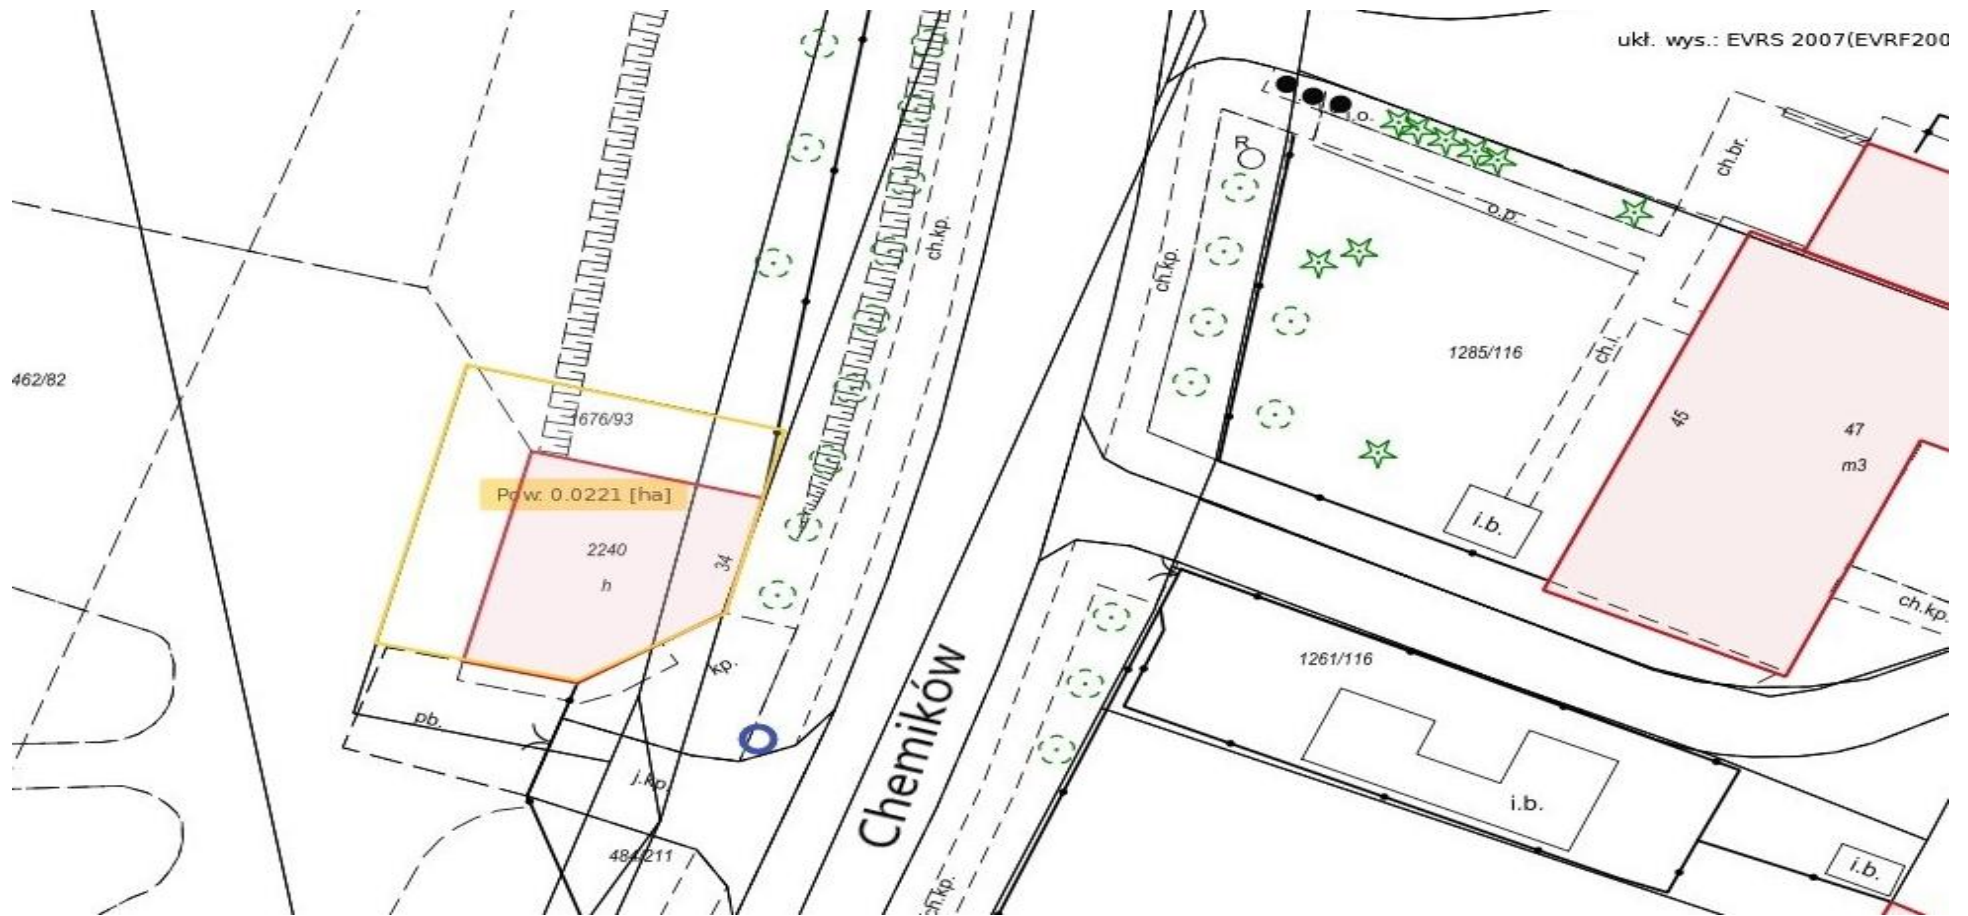 ukł. wys.: EVRS 2007(EVRF200
R
o.
ch.br.
o.p.
ch.kp.
ch.kp.
1285/116
ch.i.
462/82
1676/93
45
47
m3
Pow: 0.0221 [ha]
i.b.
2240
34
h
ch.kp.
1261/116
kp.
pb.
j.kp.
Chemików
i.b.
484/211
i.b.
ch.kp.